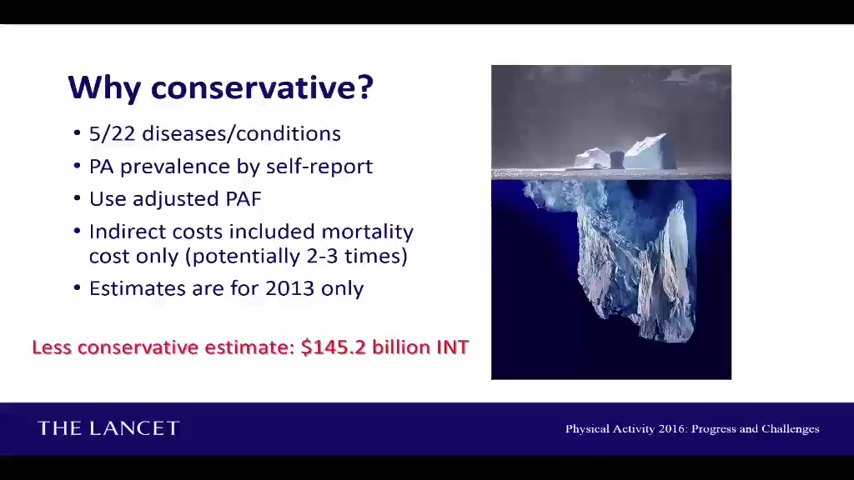 Why conservative?
• 5/22 diseases/conditions
• PA prevalence by self-report
• Use adjusted PAF
• Indirect costs included mortality
cost only (potentially 2-3 times)
• Estimates are for 2013 only
Less conservative estimate: $145.2 billion INT
THE LANCET
Physical Activity 2016: Progress and Challenges